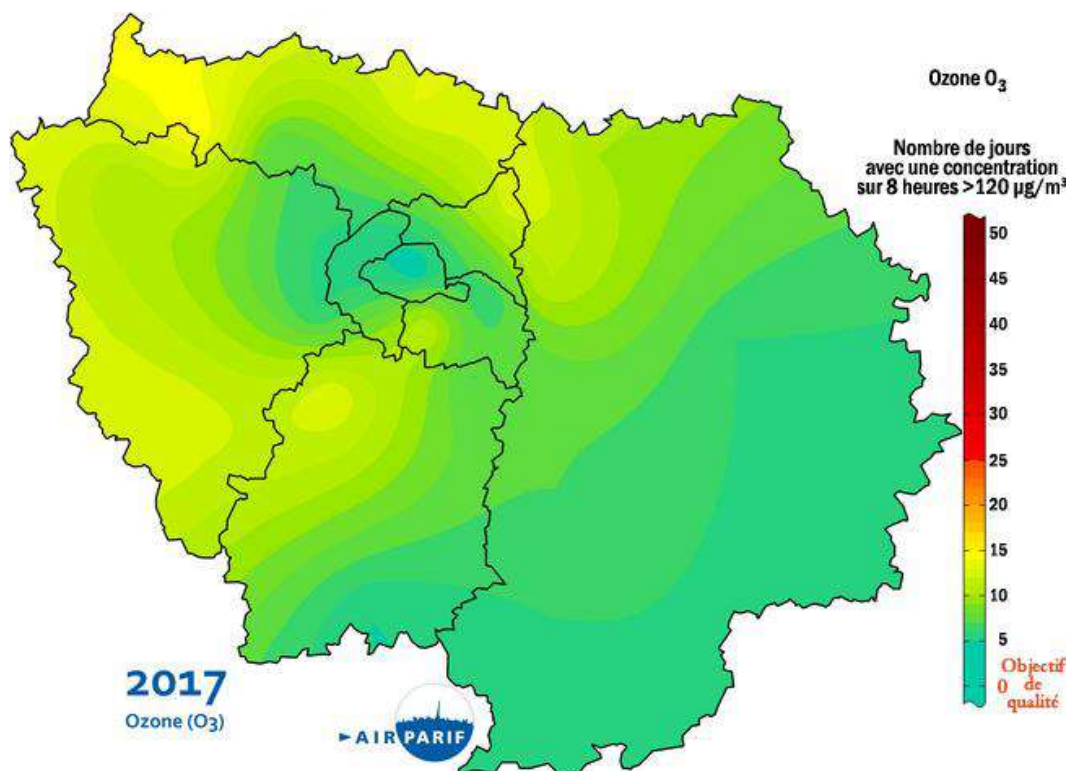 Ozone O₃
Nombre de jours
avec une concentration
sur 8 heures >120 µg/m³
50
45
40
35
30
25
20
15
10
5
0
Objectif
de
qualité
2017
Ozone (O3)
AIRPARIF